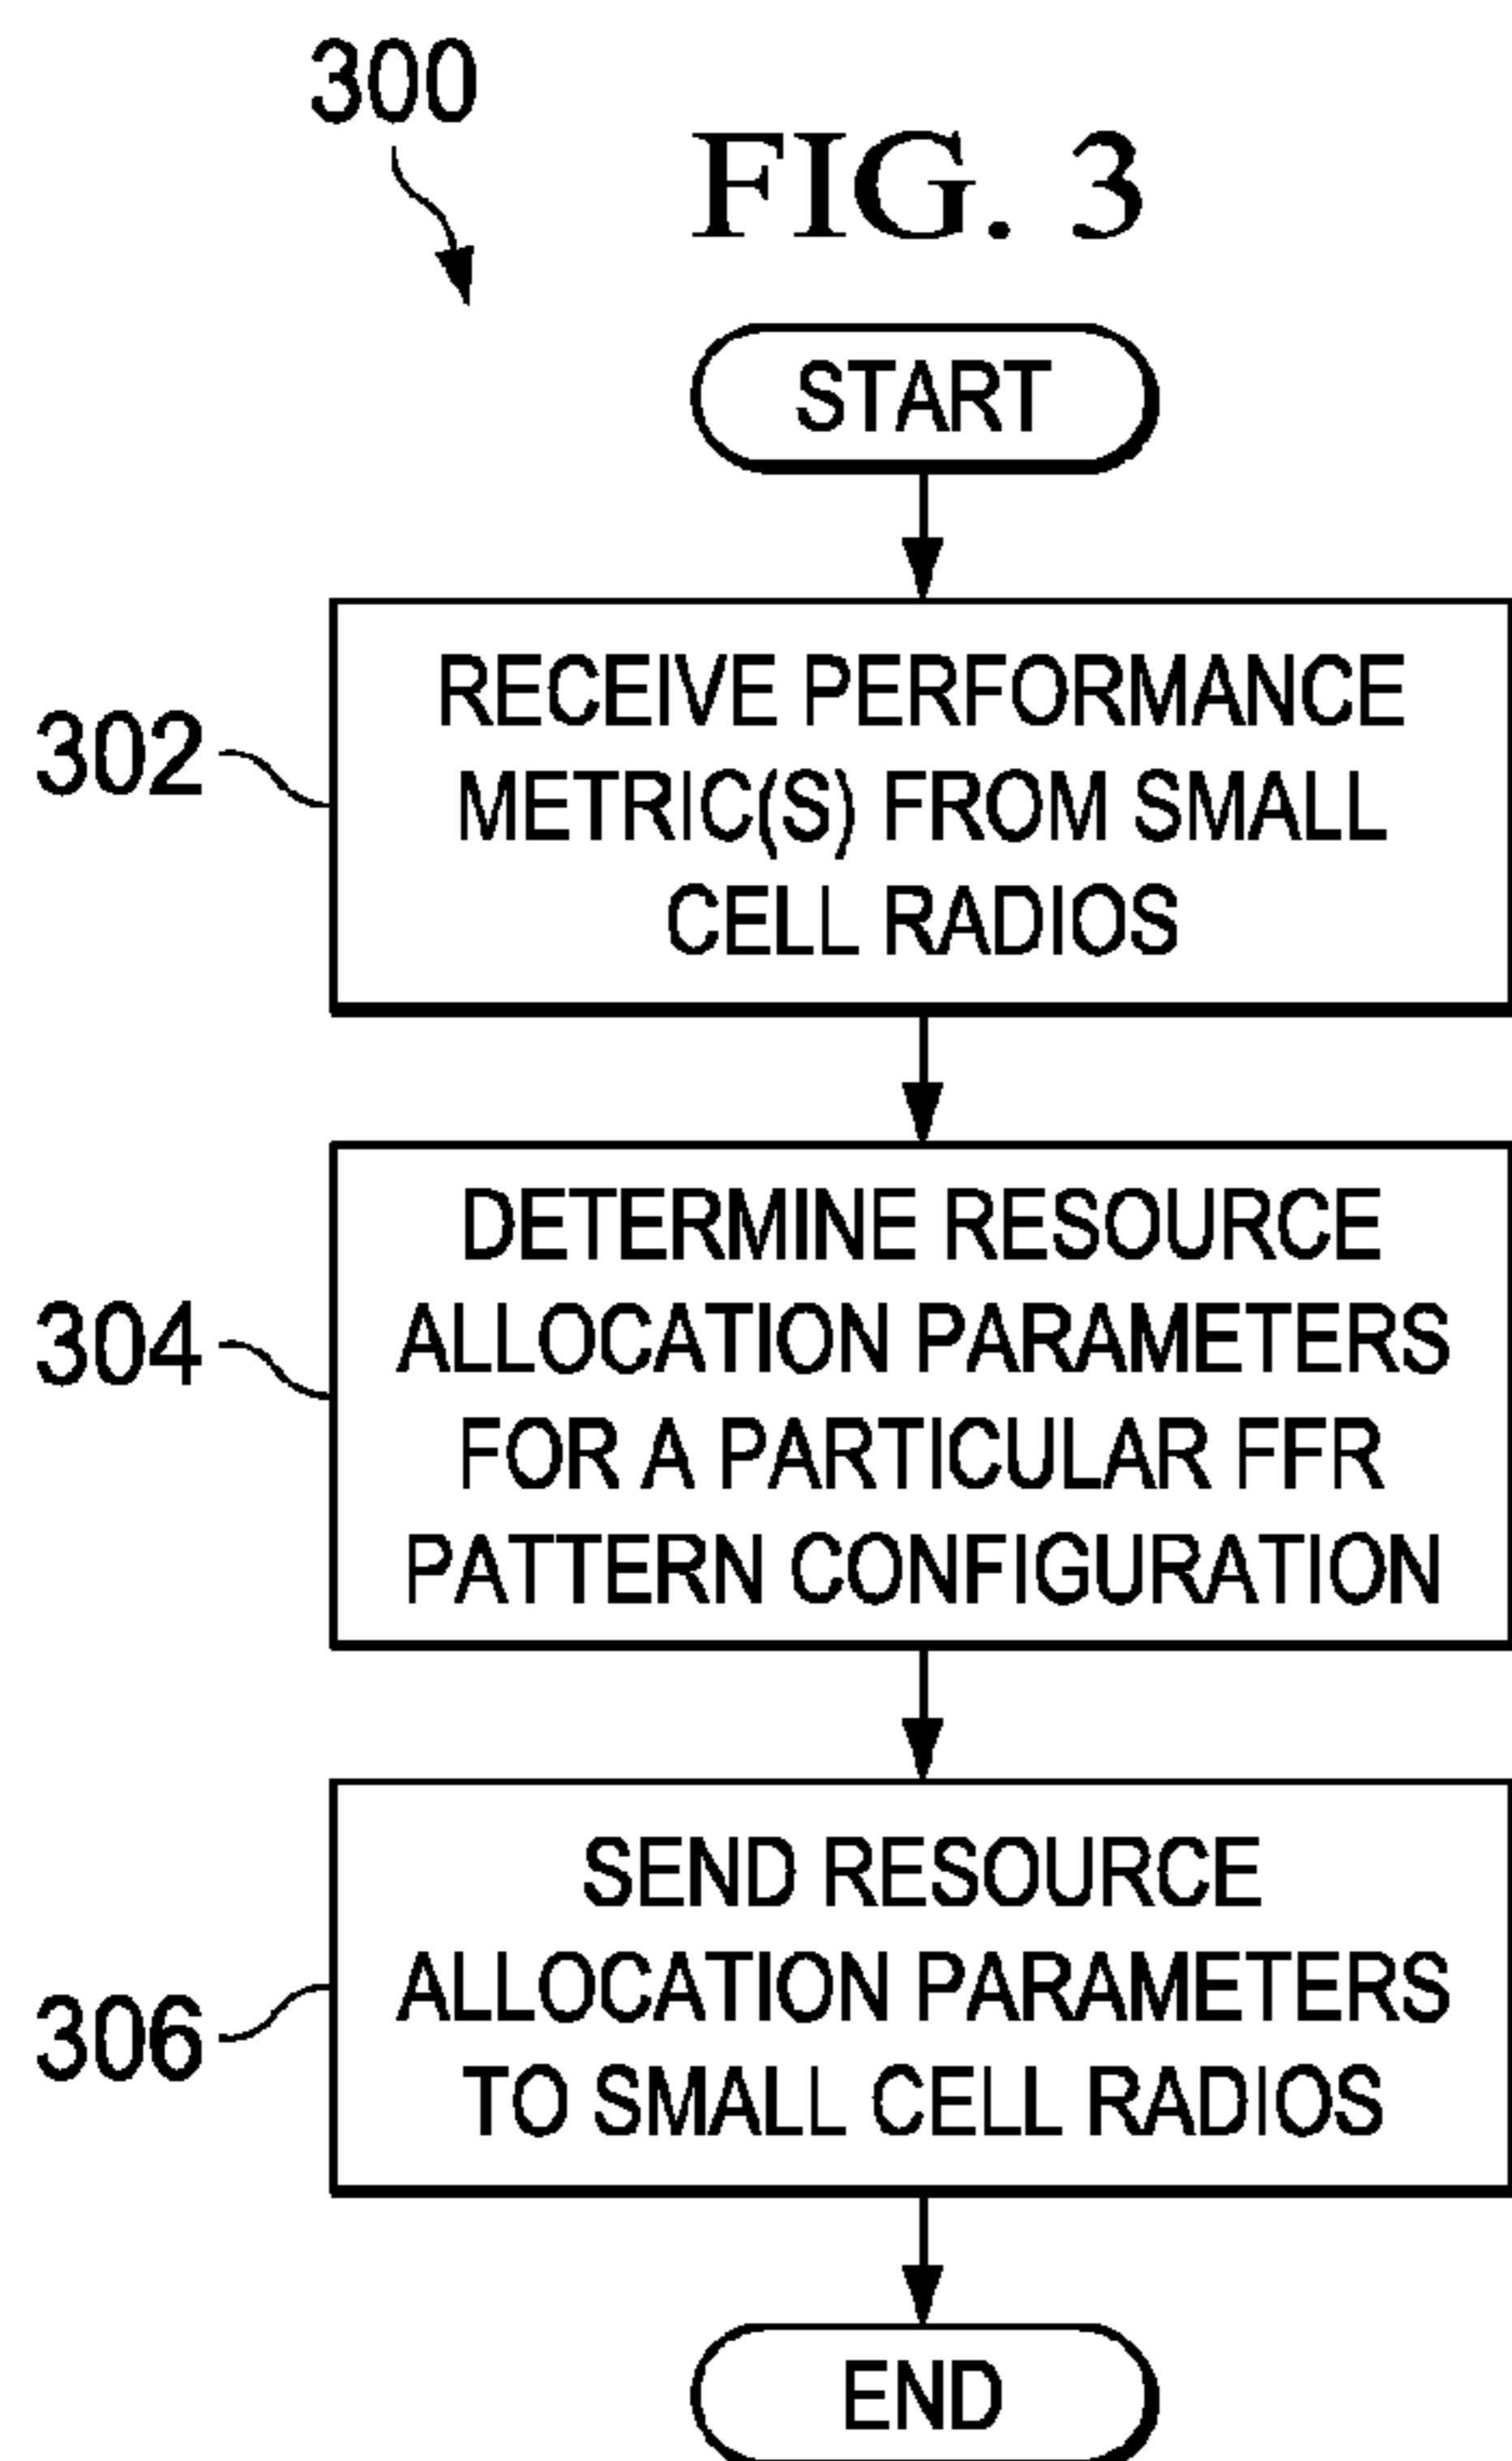 300
FIG. 3
START
302
RECEIVE PERFORMANCE
METRIC(S) FROM SMALL
CELL RADIOS
304
DETERMINE RESOURCE
ALLOCATION PARAMETERS
FOR A PARTICULAR FFR
PATTERN CONFIGURATION
306
SEND RESOURCE
ALLOCATION PARAMETERS
TO SMALL CELL RADIOS
END